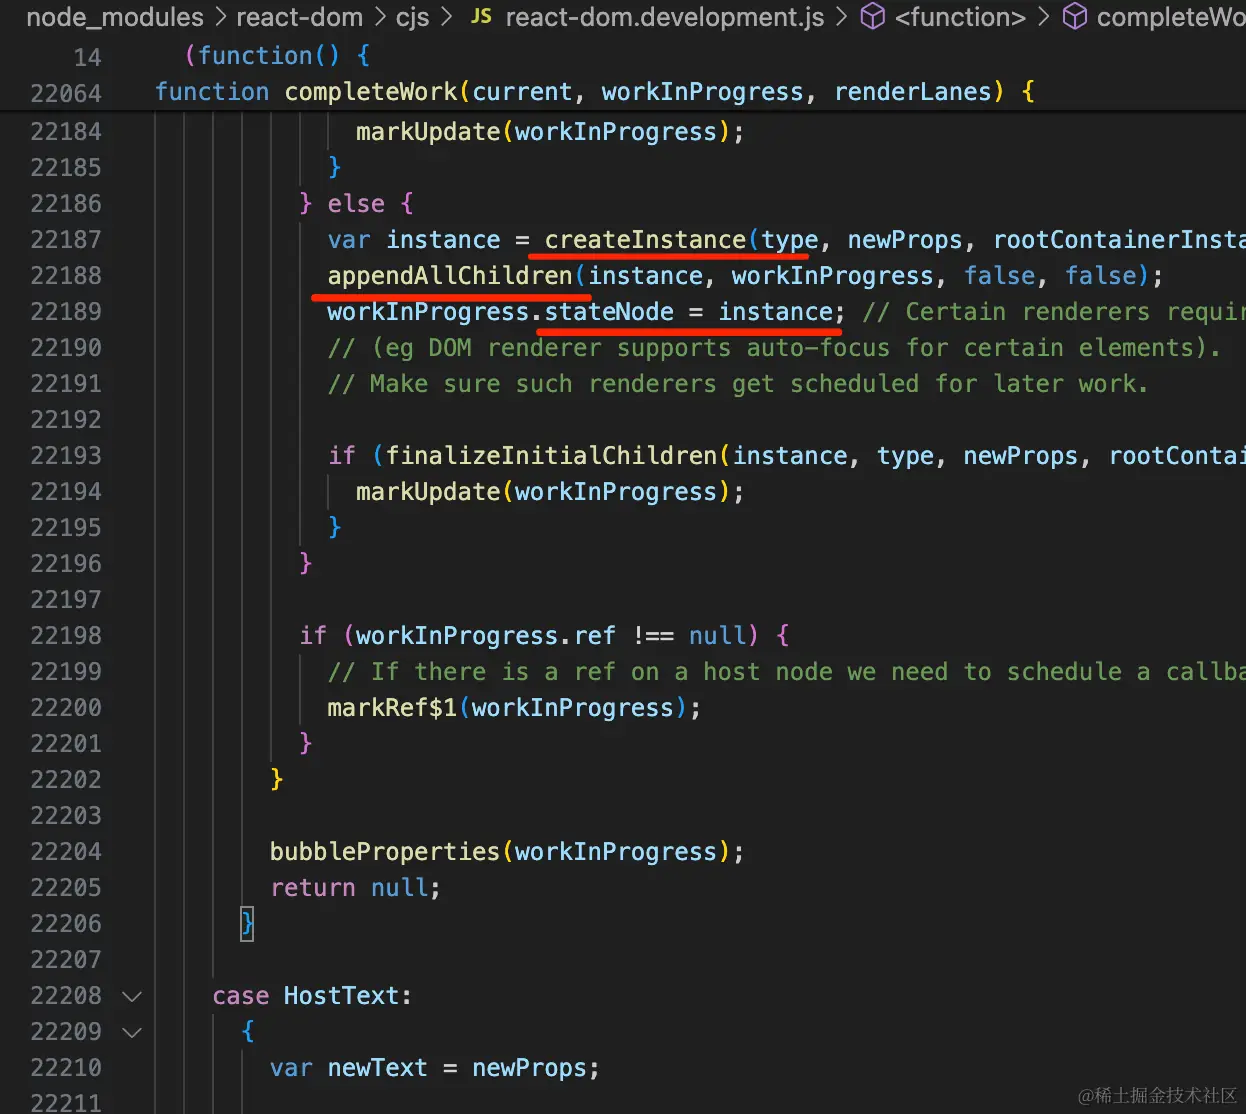 node_modules > react-dom > cjs > JS react-dom.development.js > <function> > completeWo
14 (function() {
22064 function completeWork(current, workInProgress, renderLanes) {
22184 markUpdate(workInProgress);
22185 }
22186 } else {
22187 var instance = createInstance(type, newProps, rootContainerInsta
22188 appendAllChildren(instance, workInProgress, false, false);
22189 workInProgress.stateNode = instance; // Certain renderers requir
22190 // (eg DOM renderer supports auto-focus for certain elements).
22191 // Make sure such renderers get scheduled for later work.
22192
22193 if (finalizeInitialChildren(instance, type, newProps, rootContai
22194 markUpdate(workInProgress);
22195 }
22196 }
22197
22198 if (workInProgress.ref !== null) {
22199 // If there is a ref on a host node we need to schedule a callba
22200 markRef$1(workInProgress);
22201 }
22202 }
22203
22204 bubbleProperties(workInProgress);
22205 return null;
22206 }
22207
22208 case HostText:
22209 {
22210 var newText = newProps;
22211
@稀土掘金技术社区